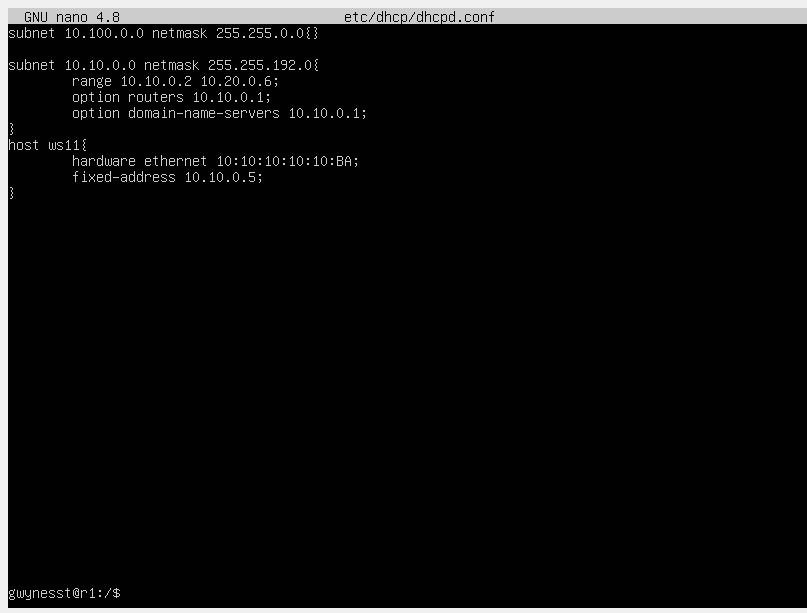 GNU nano 4.8 etc/dhcp/dhcpd.conf
subnet 10.100.0.0 netmask 255.255.0.0{}
subnet 10.10.0.0 netmask 255.255.192.0{
range 10.10.0.2 10.20.0.6;
option routers 10.10.0.1;
option domain-name-servers 10.10.0.1;
}
host ws11{
hardware ethernet 10:10:10:10:10:BA;
fixed-address 10.10.0.5;
}
gwynesst@r1:/$